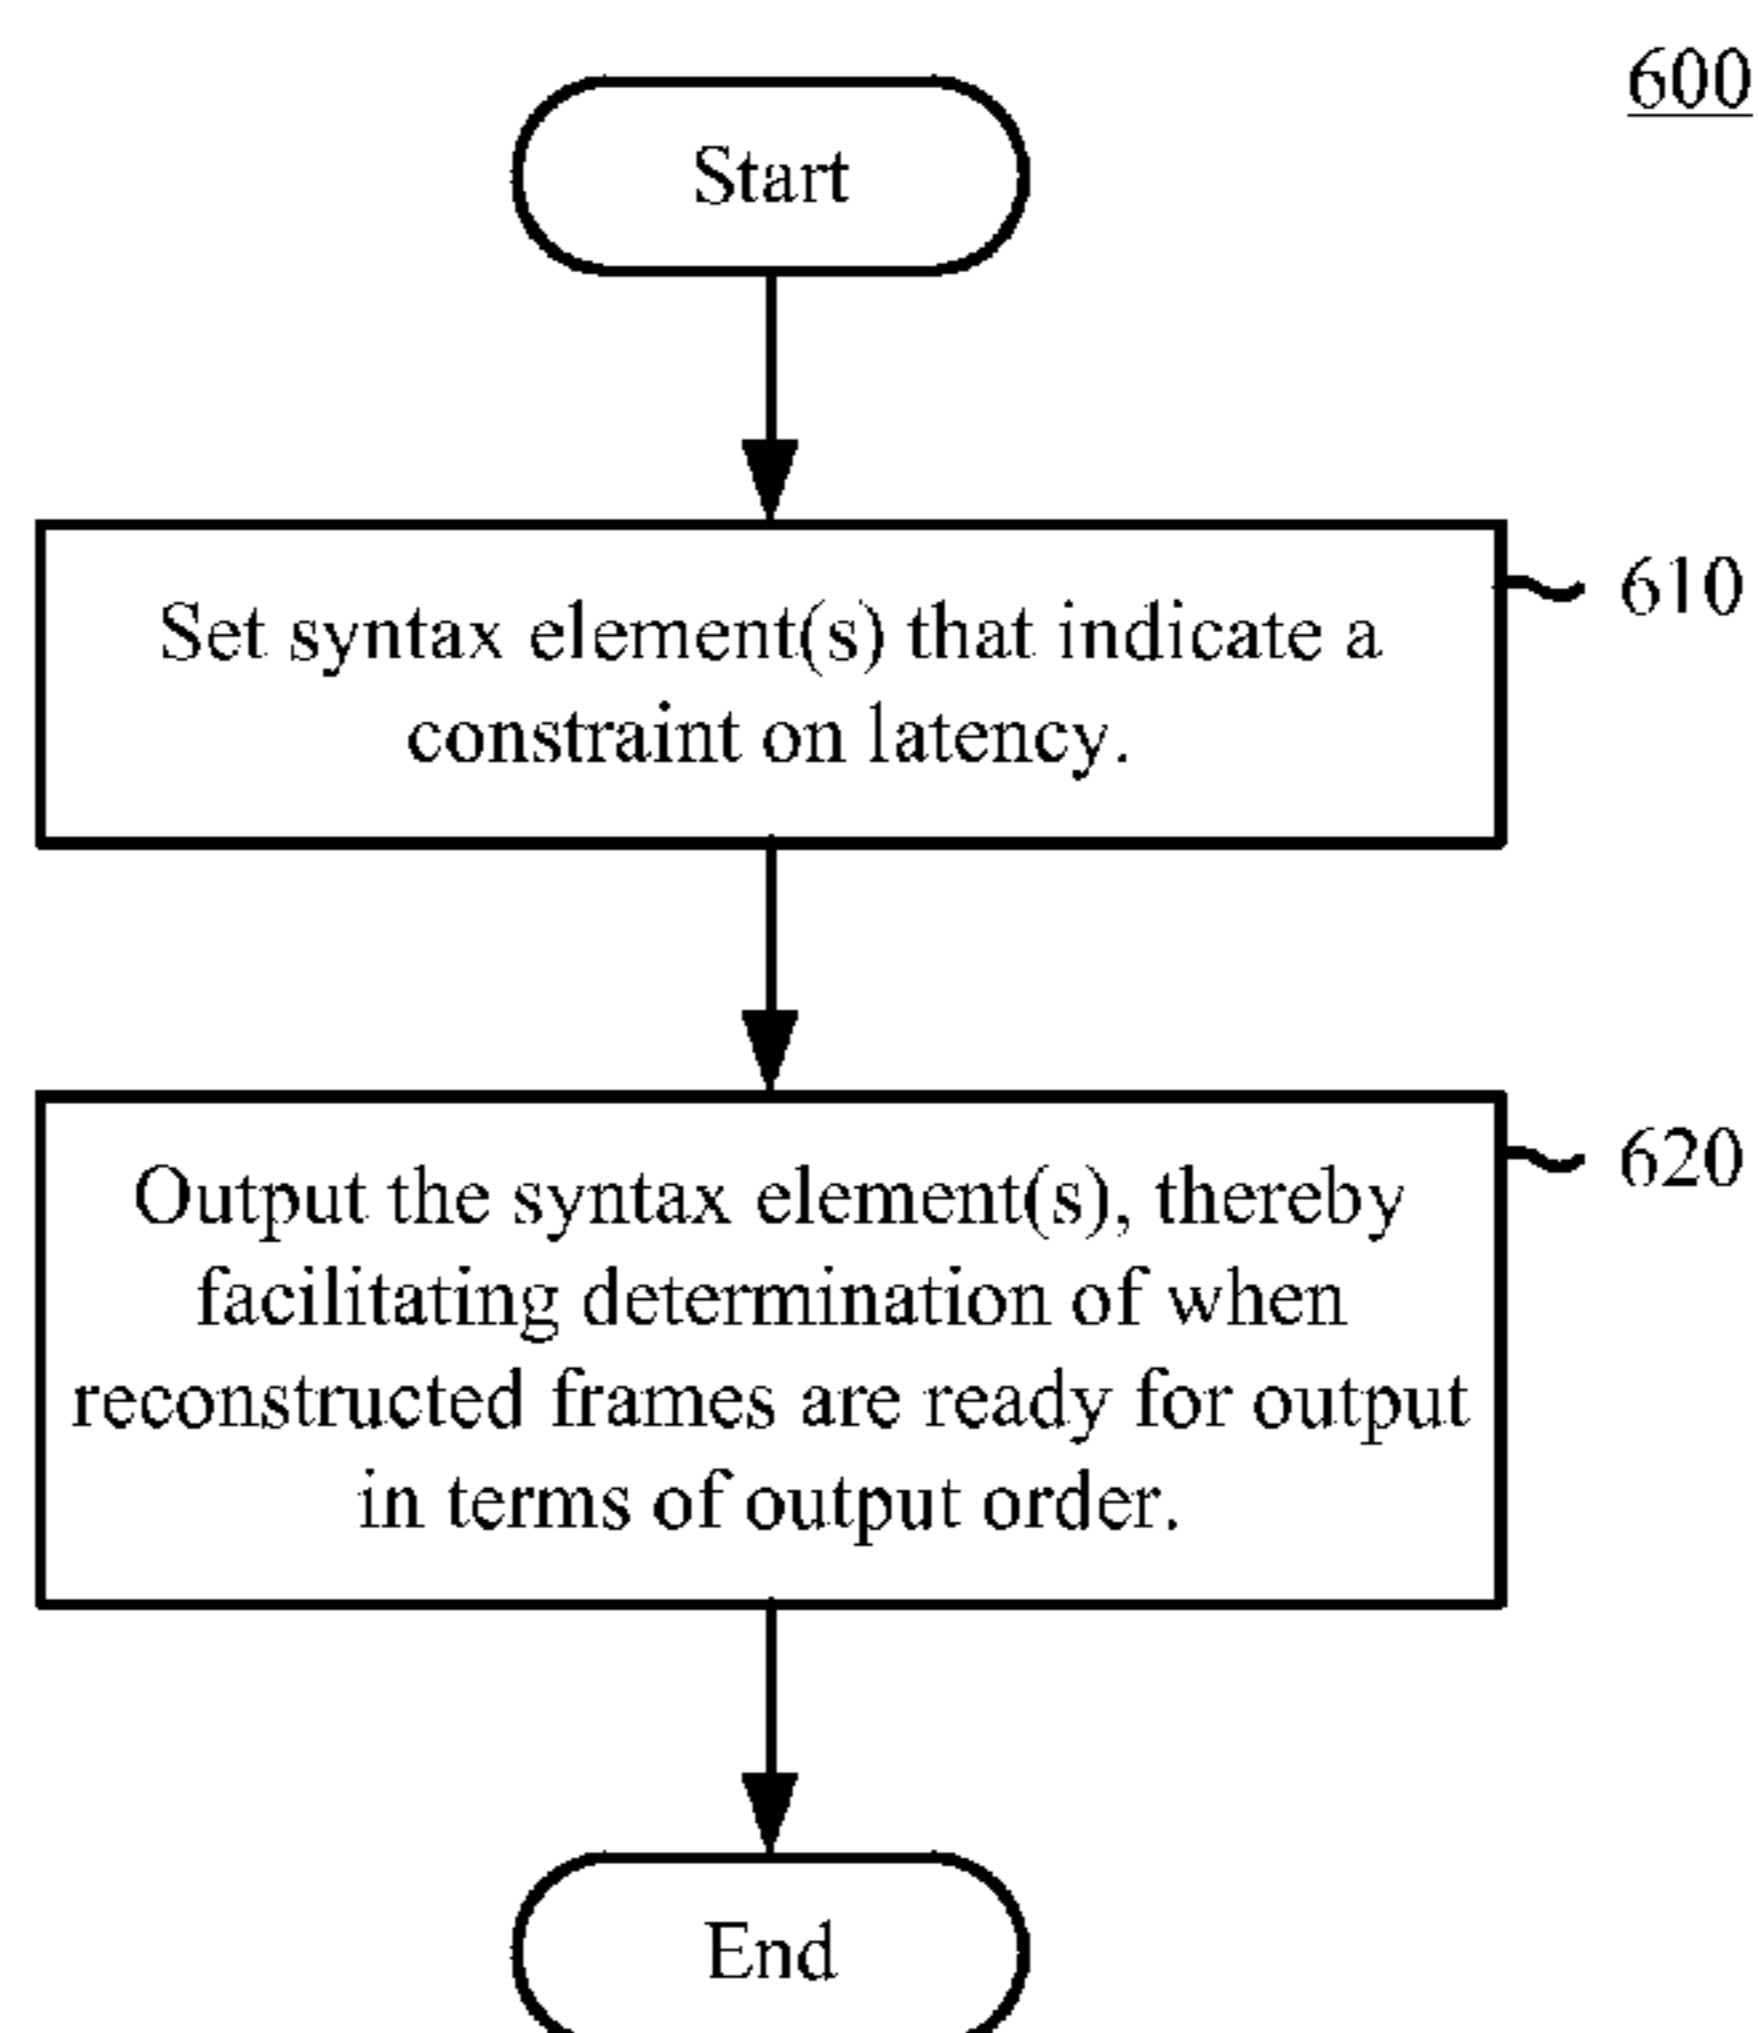 600
Start
Set syntax element(s) that indicate a
constraint on latency.
610
Output the syntax element(s), thereby
facilitating determination of when
reconstructed frames are ready for output
in terms of output order.
620
End